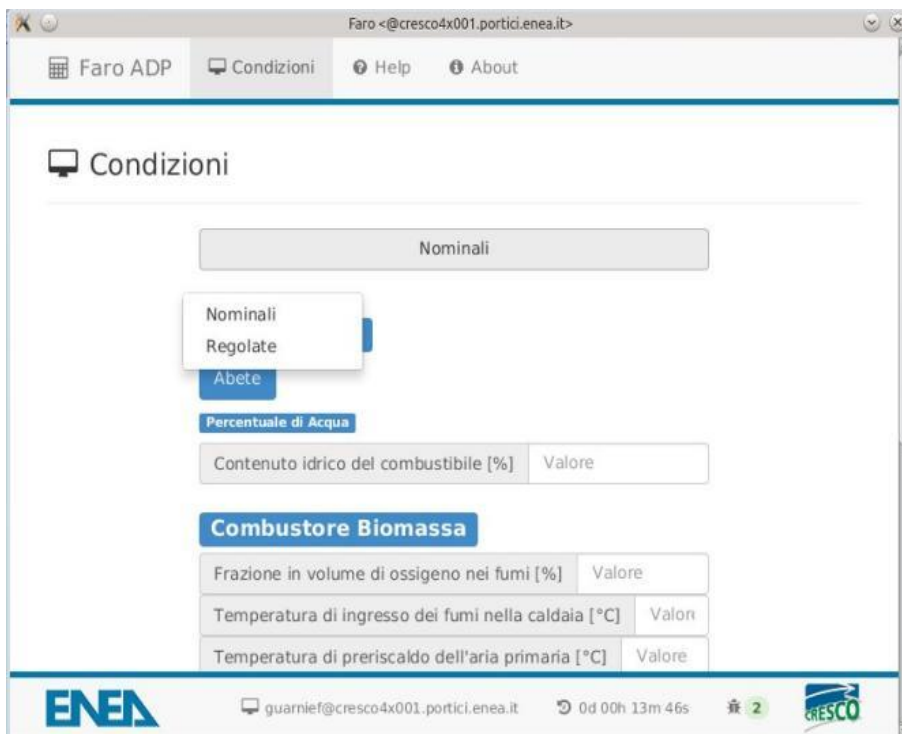 Faro <@cresco4x001.portici.enea.it>
Faro ADP Condizioni Help About
Condizioni
Nominali
Nominali
Regolate
Abete
Percentuale di Acqua
Contenuto idrico del combustibile [%] Valore
Combustore Biomassa
Frazione in volume di ossigeno nei fumi [%] Valore
Temperatura di ingresso dei fumi nella caldaia [°C] Valore
Temperatura di preriscaldo dell'aria primaria [°C] Valore
ENEA guarnief@cresco4x001.portici.enea.it 0d 00h 13m 46s 2 CRESCO